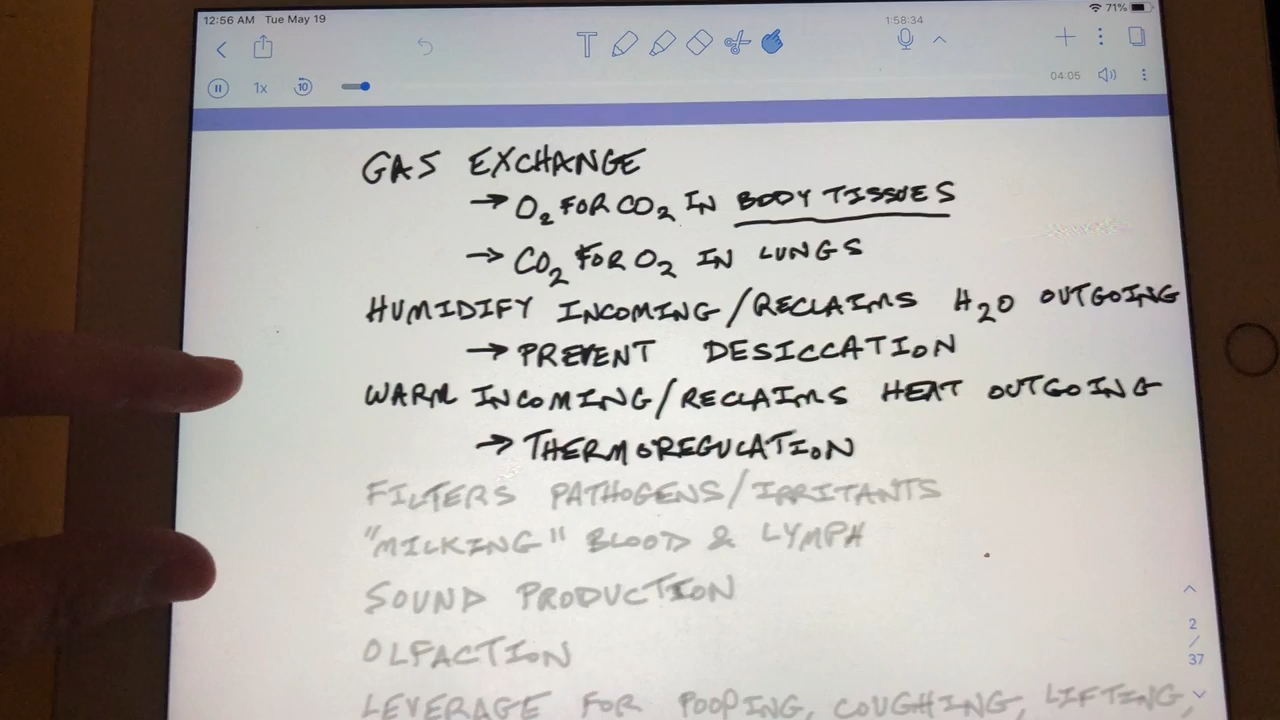 12:56 AM Tue May 19
71%
T
1:58:34
1x
10
04:05
GAS EXCHANGE
→ O₂ FOR CO₂ IN BODY TISSUES
→ CO₂ FOR O₂ IN LUNGS
HUMIDIFY INCOMING/RECLAIMS H₂O OUTGOING
→ PREVENT DESICCATION
WARM INCOMING/RECLAIMS HEAT OUTGOING
→ THERMOREGULATION
FILTERS PATHOGENS/IRRITANTS
"MILKING" BLOOD & LYMPH
SOUND PRODUCTION
OLFACTION
LEVERAGE FOR POOPING, COUGHING, LIFTING,
2
/
37